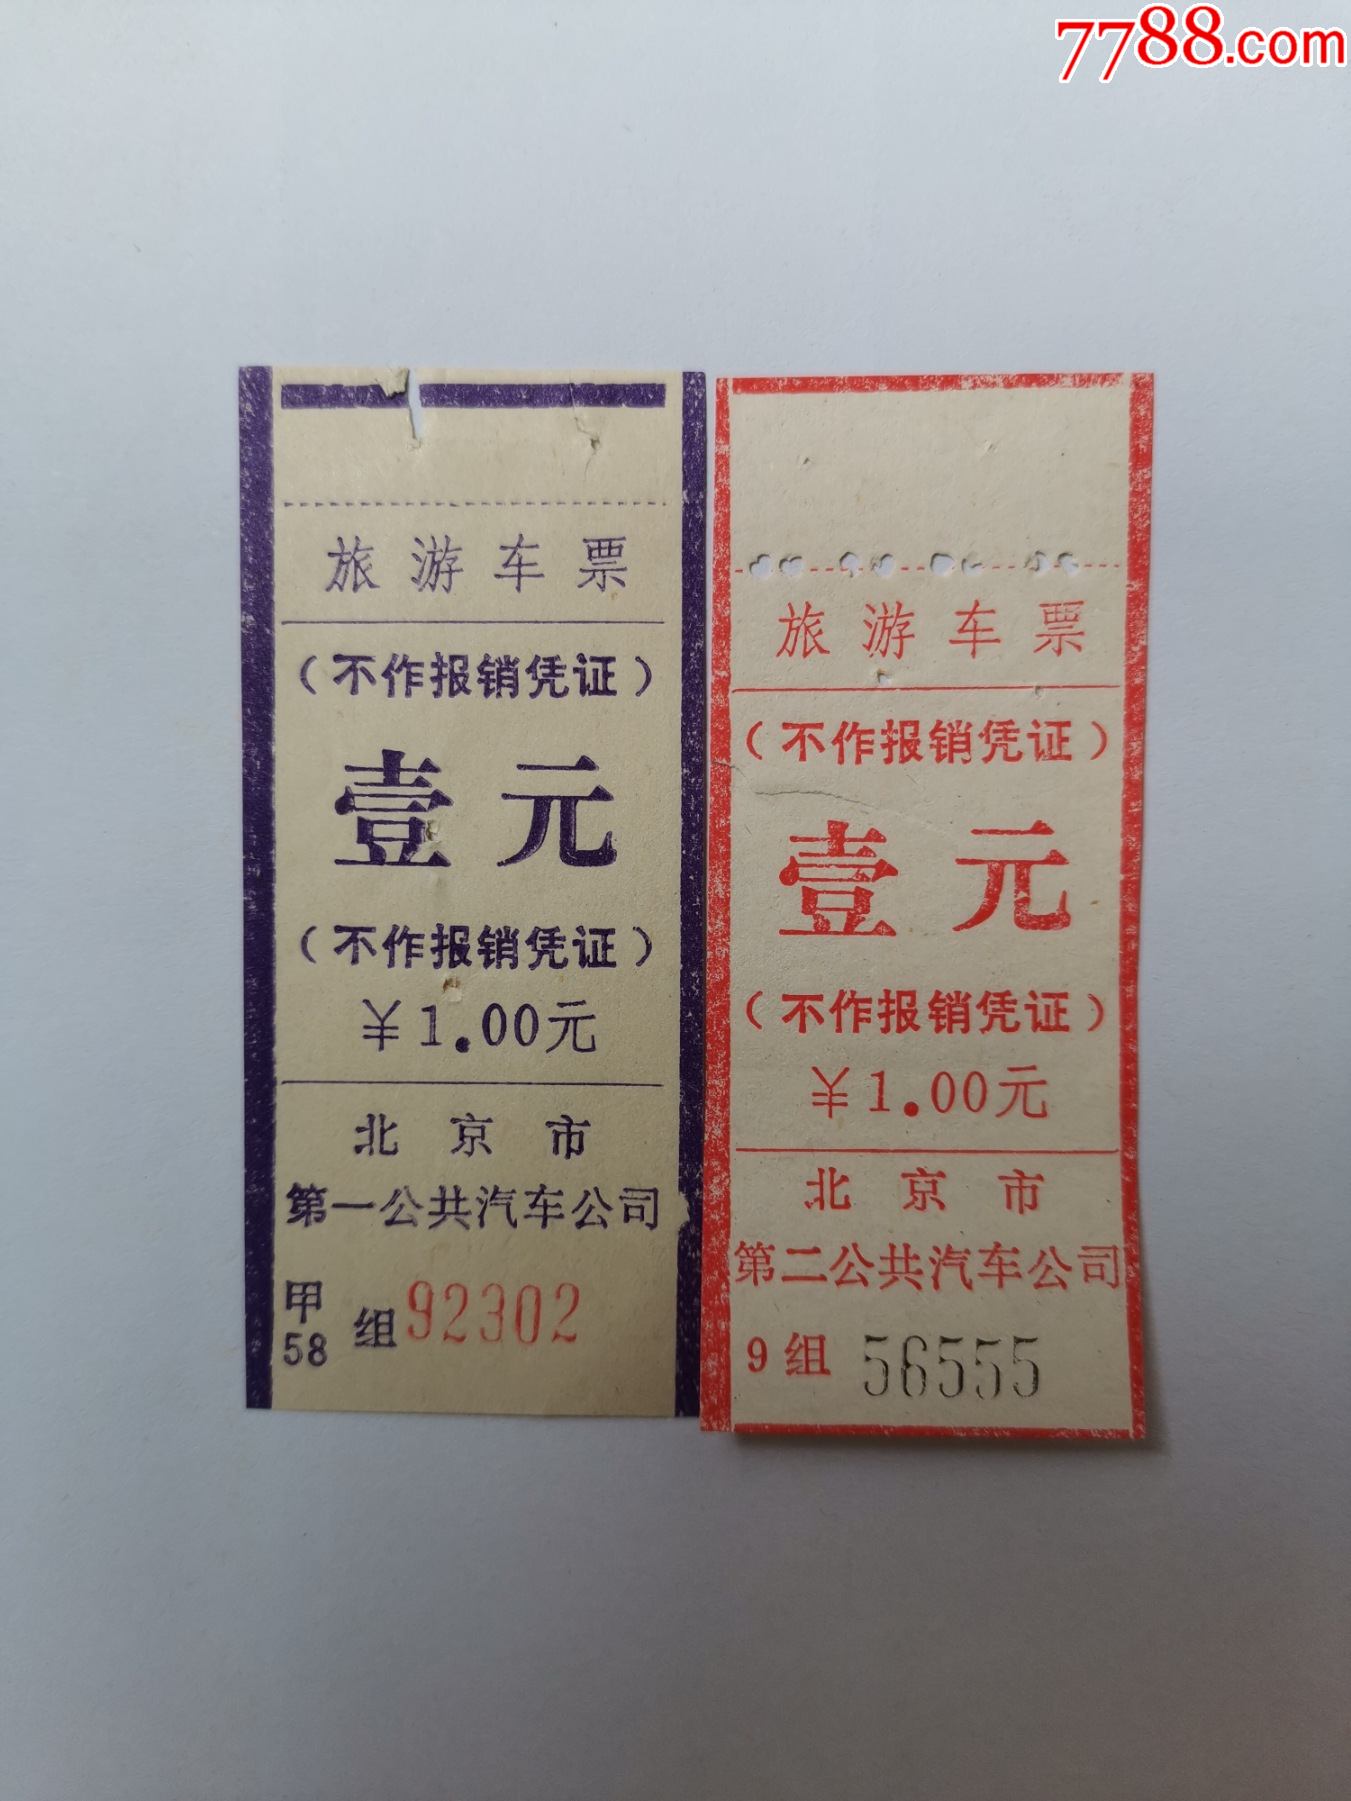 7788.com
旅游车票
(不作报销凭证)
壹元
(不作报销凭证)
¥1.00元
北京市
第一公共汽车公司
甲
58 组 92302
旅游车票
(不作报销凭证)
壹元
(不作报销凭证)
¥1.00元
北京市
第二公共汽车公司
9组 56555